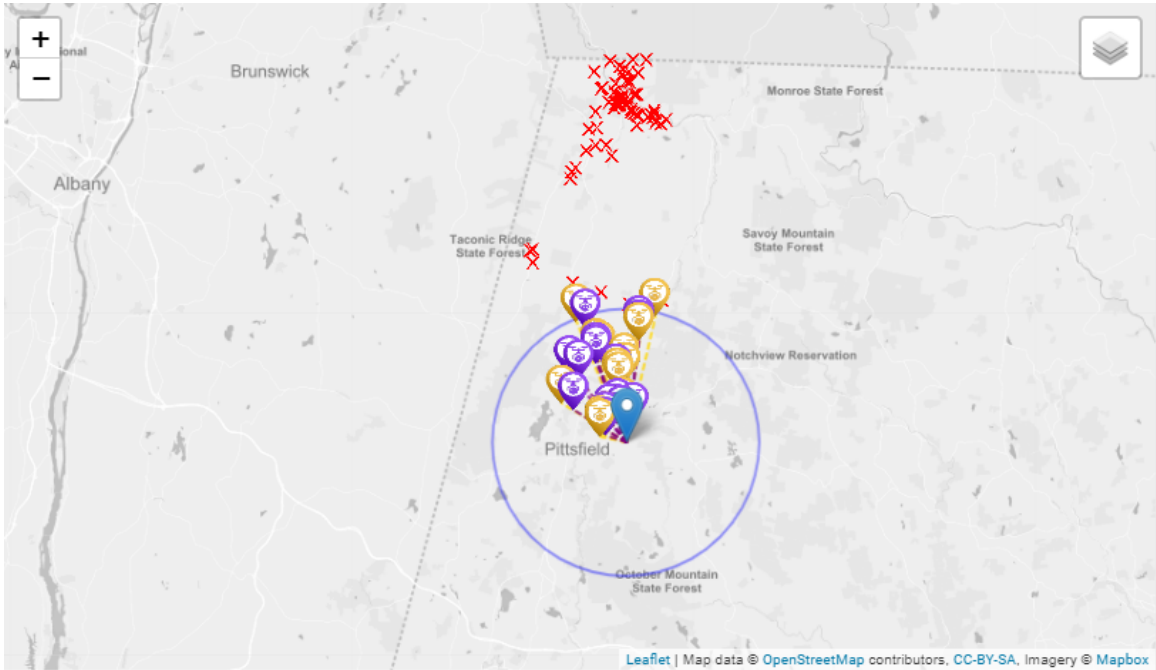 +
−
Brunswick
Monroe State Forest
Albany
Taconic Ridge
State Forest
Savoy Mountain
State Forest
Notchview Reservation
Pittsfield
October Mountain
State Forest
Leaflet | Map data © OpenStreetMap contributors, CC-BY-SA, Imagery © Mapbox